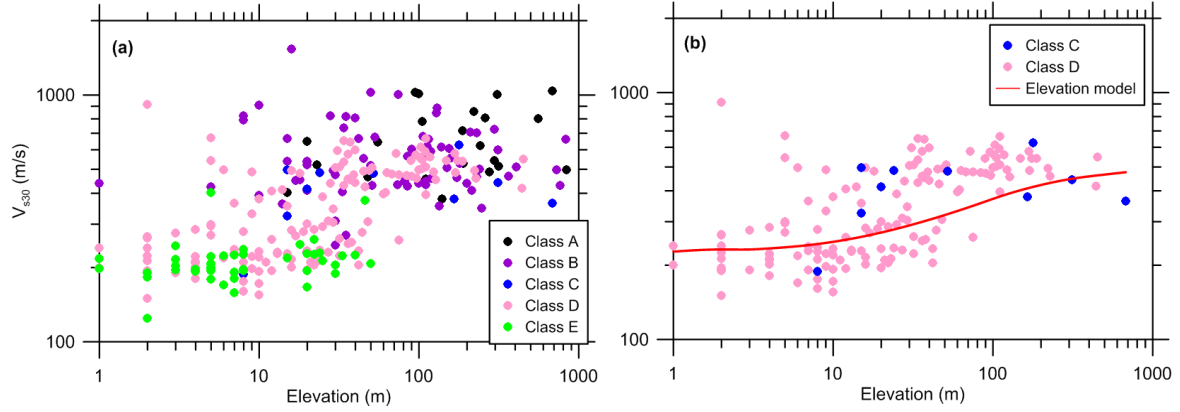 (a)
1000
100
V s30 (m/s)
1 10 100 1000
Elevation (m)
Class A
Class B
Class C
Class D
Class E
(b)
1000
100
1 10 100 1000
Elevation (m)
Class C
Class D
Elevation model